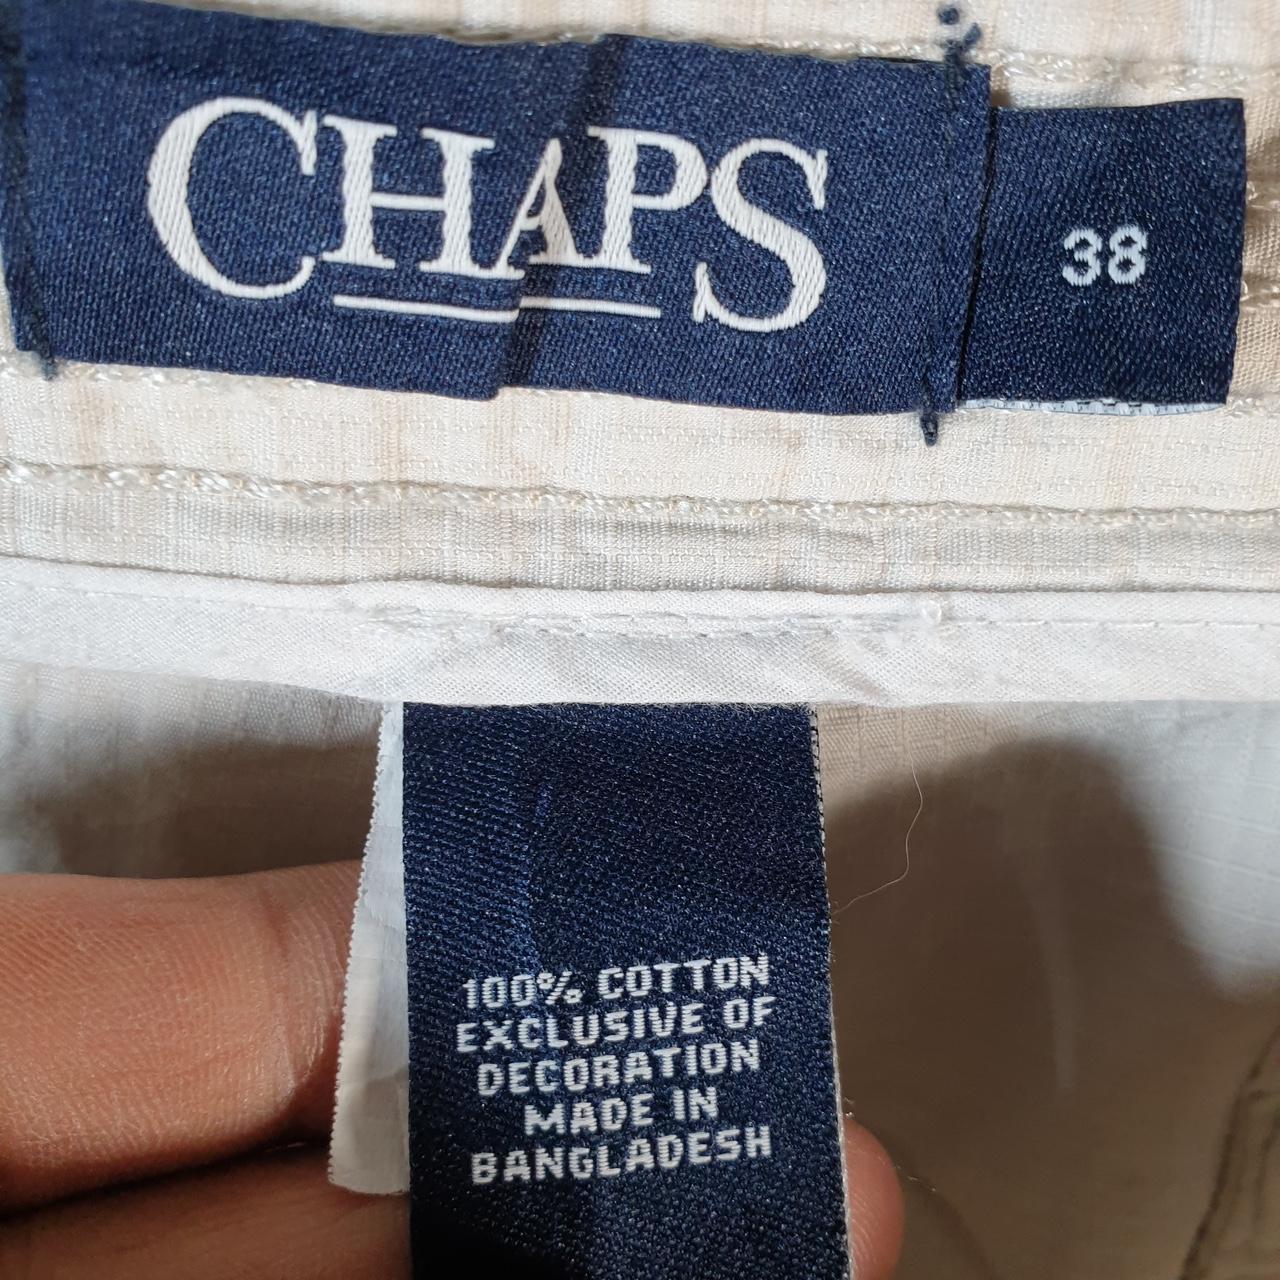 CHAPS
38
100% COTTON
EXCLUSIVE OF
DECORATION
MADE IN
BANGLADESH